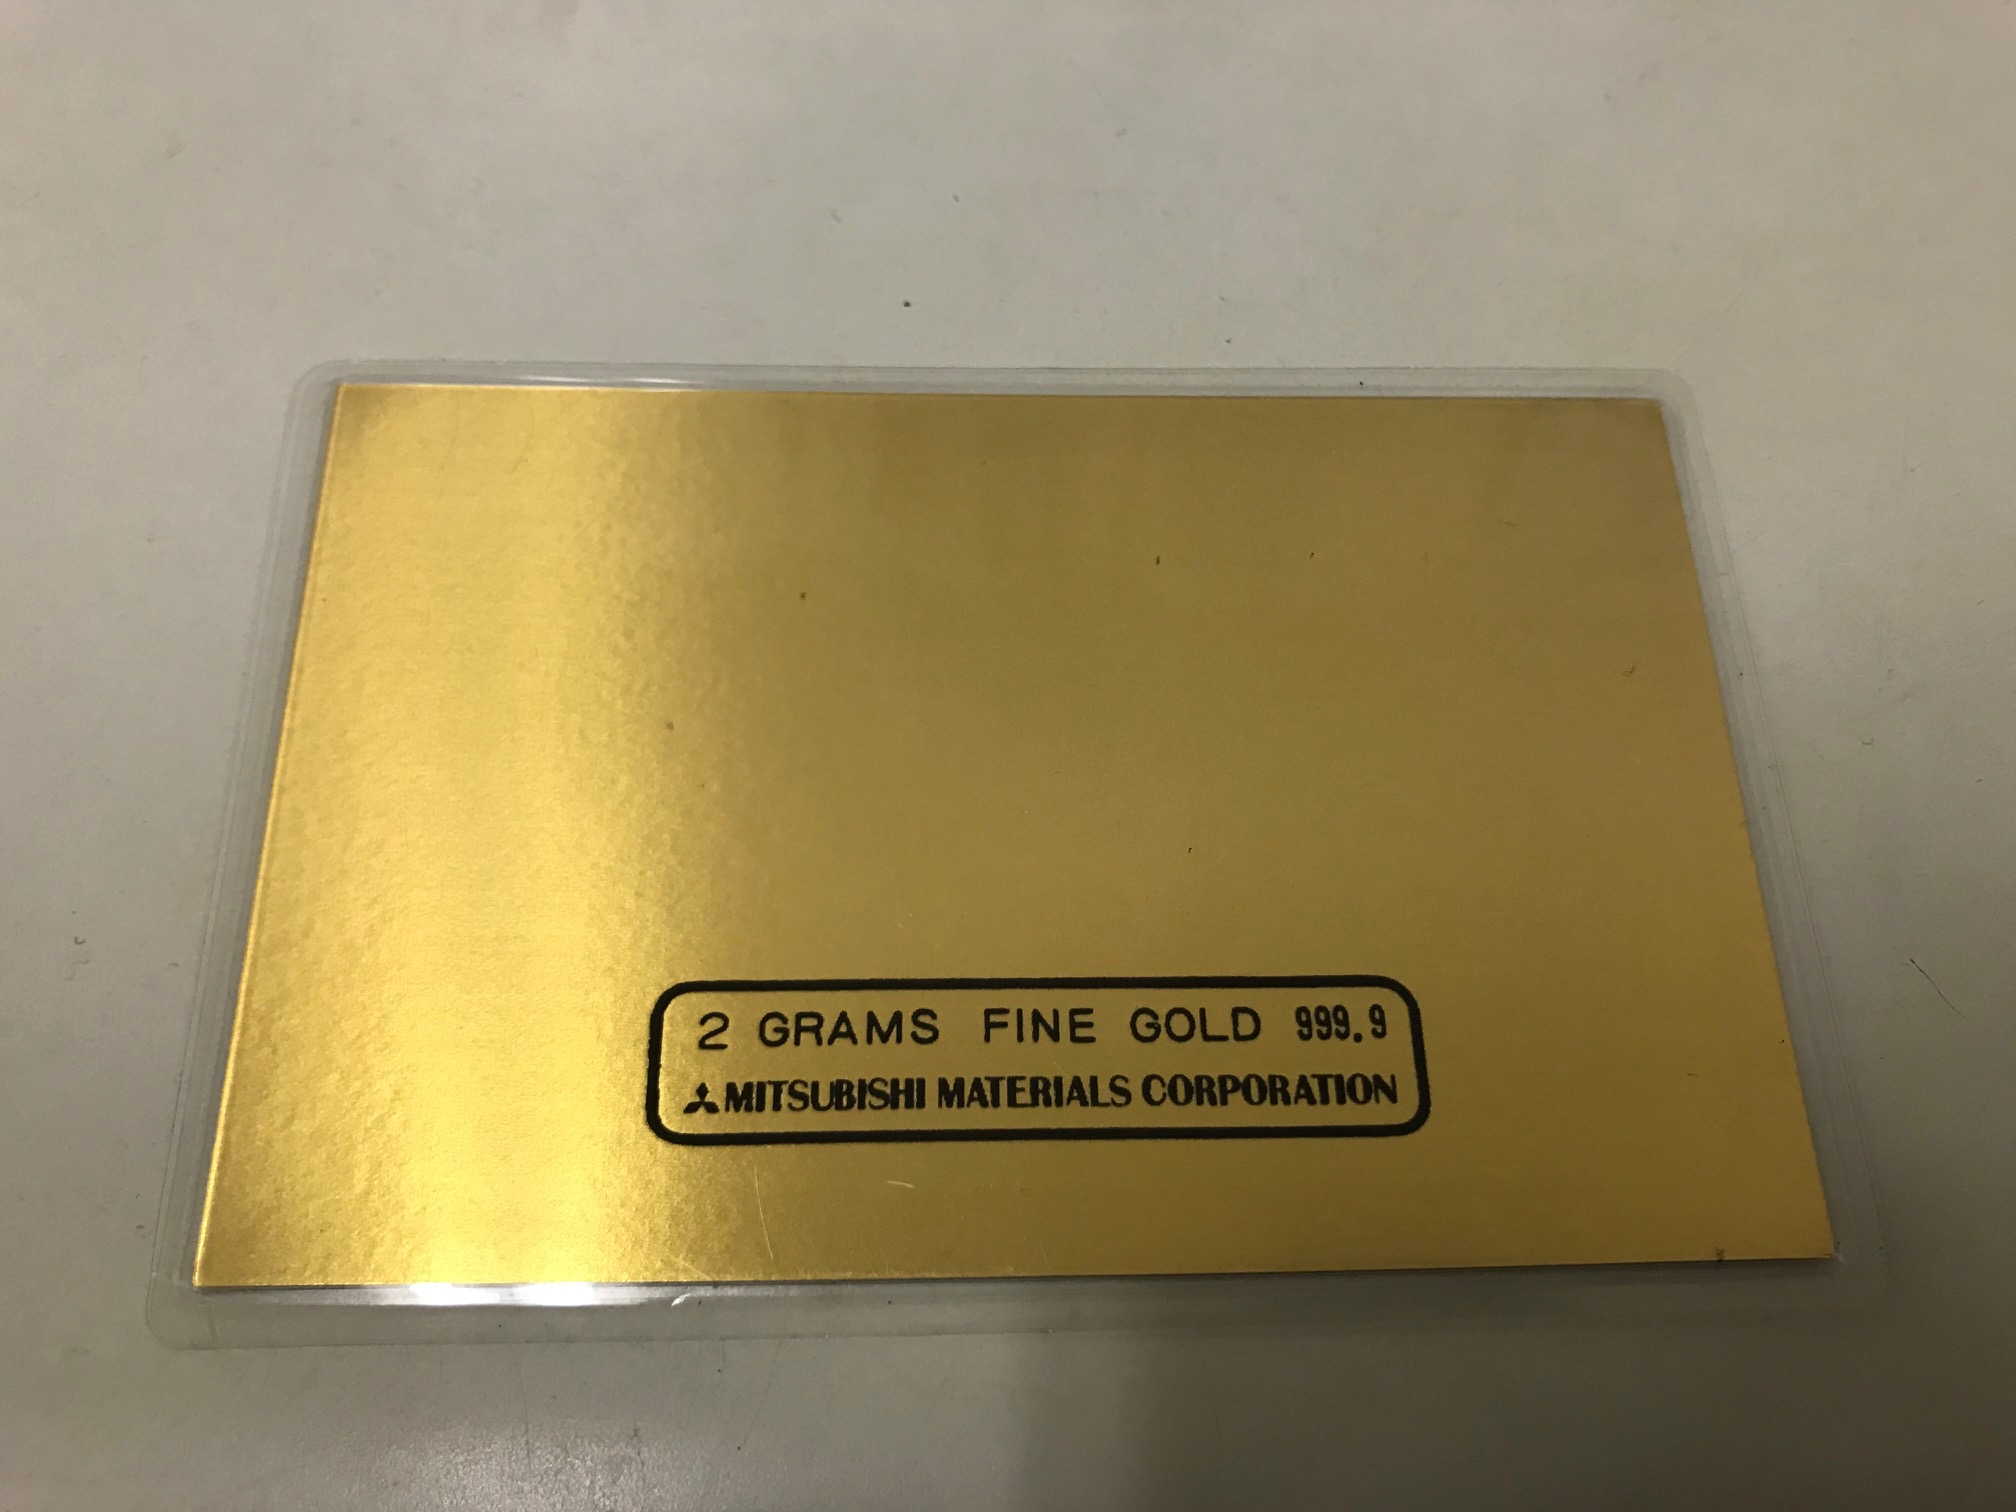 2 GRAMS FINE GOLD 999.9
MITSUBISHI MATERIALS CORPORATION